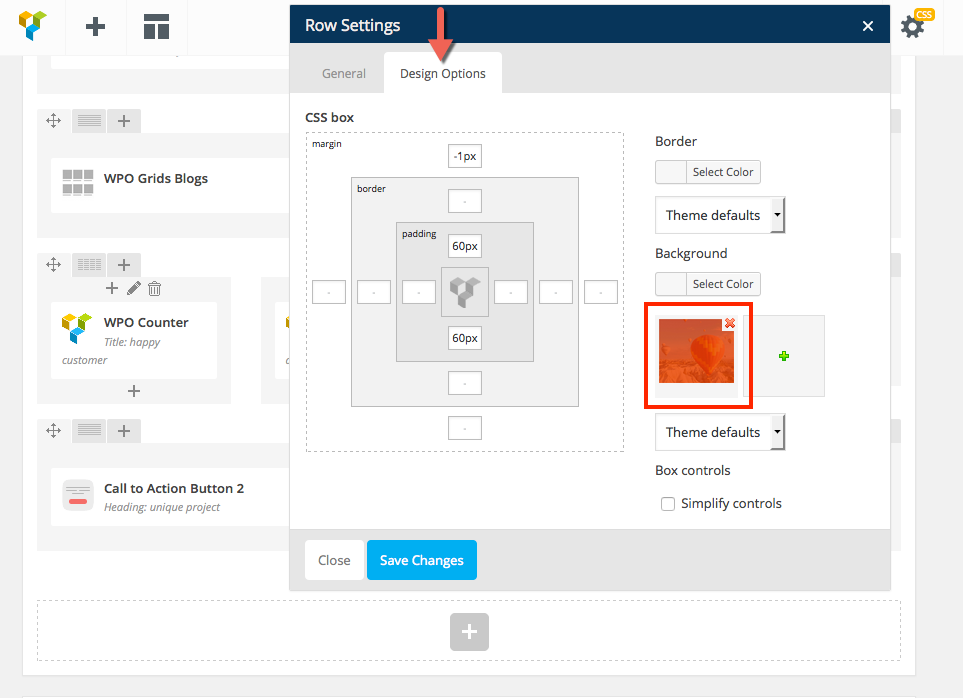 CSS
Row Settings
General
Design Options
CSS box
margin
-1px
border
-
padding
60px
- - - - - -
60px
-
-
Border
Select Color
Theme defaults
Background
Select Color
Theme defaults
Box controls
Simplify controls
Close
Save Changes
WPO Grids Blogs
WPO Counter
Title: happy
customer
c
Call to Action Button 2
Heading: unique project